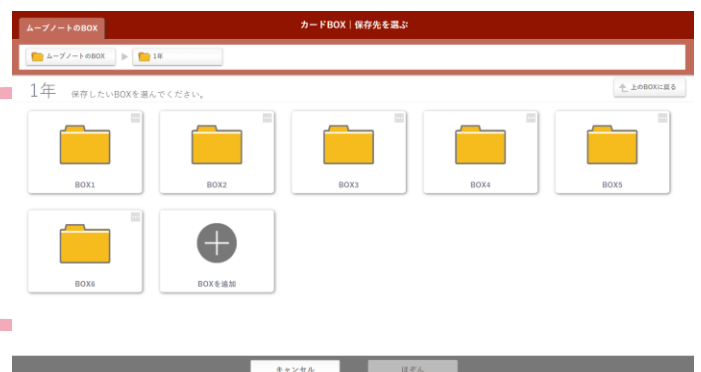 ムーブノートのBOX
カードBOX｜保存先を選ぶ
ムーブノートのBOX ▶ 1年
1年 保存したいBOXを選んでください。
上のBOXに戻る
BOX1 BOX2 BOX3 BOX4 BOX5
BOX6 BOXを追加
キャンセル ほぞん